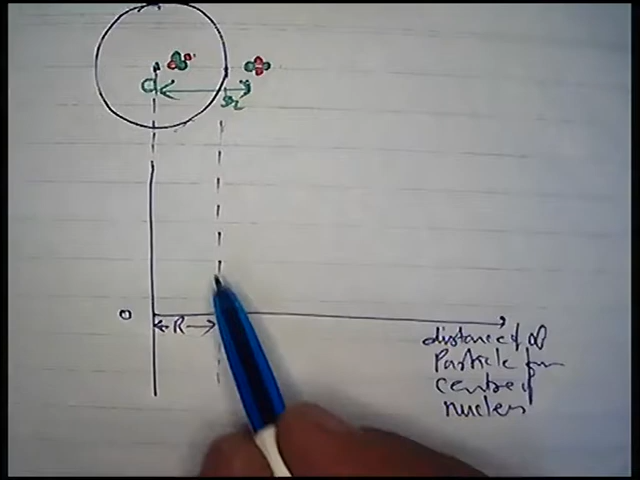 r
O
R
distance of α
Particle from
centre of
nucleus